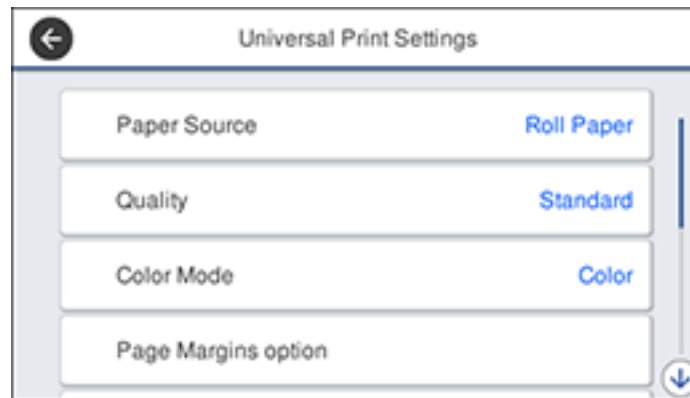 Universal Print Settings
Paper Source Roll Paper
Quality Standard
Color Mode Color
Page Margins option